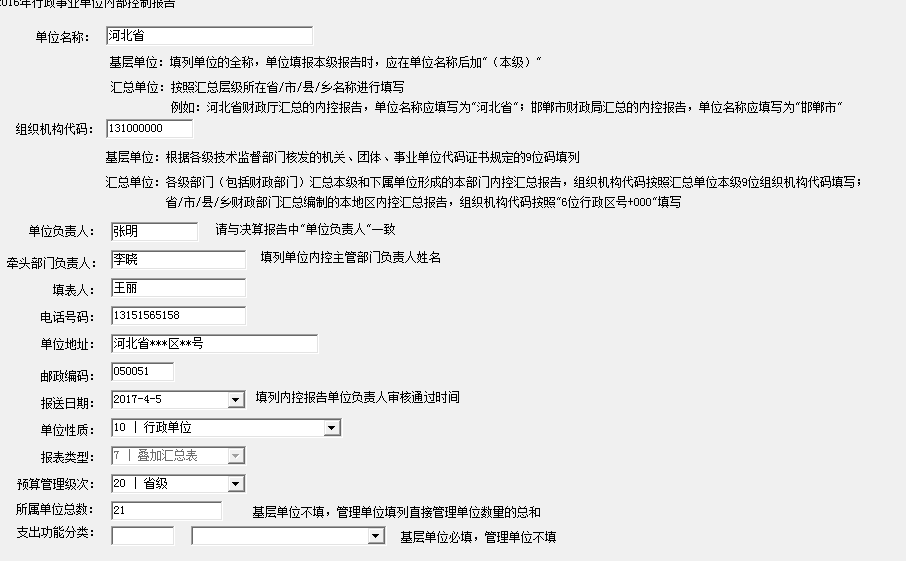 2016年行政事业单位内部控制报告
单位名称： 河北省
基层单位：填列单位的全称，单位填报本级报告时，应在单位名称后加"（本级）"
汇总单位：按照汇总层级所在省/市/县/乡名称进行填写
例如：河北省财政厅汇总的内控报告，单位名称应填写为"河北省"；邯郸市财政局汇总的内控报告，单位名称应填写为"邯郸市"
组织机构代码： 131000000
基层单位：根据各级技术监督部门核发的机关、团体、事业单位代码证书规定的9位码填列
汇总单位：各级部门（包括财政部门）汇总本级和下属单位形成的本部门内控汇总报告，组织机构代码按照汇总单位本级9位组织机构代码填写；
省/市/县/乡财政部门汇总编制的本地区内控汇总报告，组织机构代码按照"6位行政区号+000"填写
单位负责人： 张明 请与决算报告中"单位负责人"一致
牵头部门负责人： 李晓 填列单位内控主管部门负责人姓名
填表人： 王丽
电话号码： 13151565158
单位地址： 河北省***区**号
邮政编码： 050051
报送日期： 2017-4-5 填列内控报告单位负责人审核通过时间
单位性质： 10 | 行政单位
报表类型： 7 | 叠加汇总表
预算管理级次： 20 | 省级
所属单位总数： 21 基层单位不填，管理单位填列直接管理单位数量的总和
支出功能分类： 基层单位必填，管理单位不填